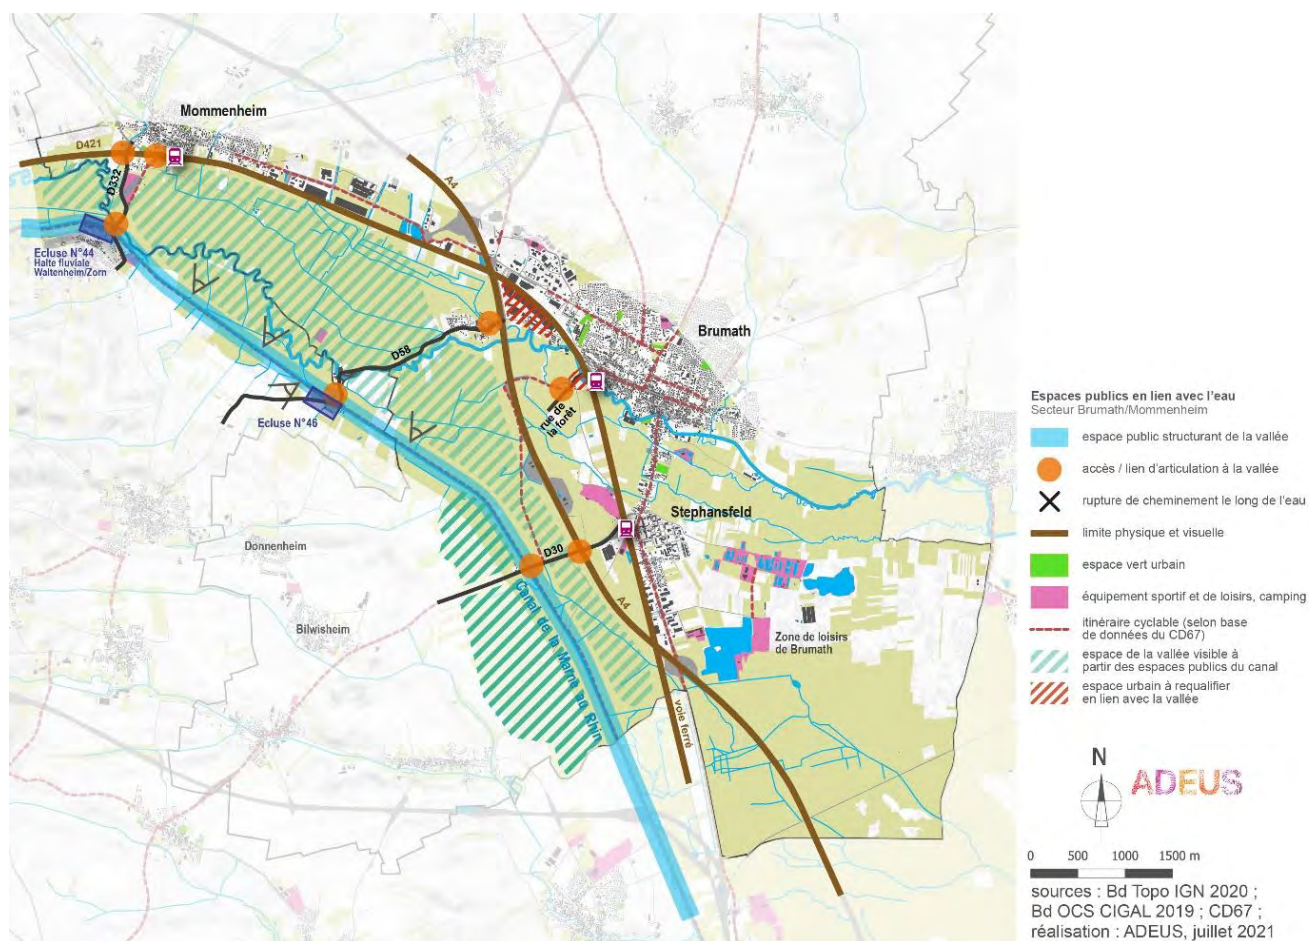 Mommenheim
D421
D332
A4
Ecluse N°44
Halte fluviale
Waltenheim/Zorn
Brumath
D58
rue de
la forêt
Ecluse N°46
Stephansfeld
Donnenheim
D30
A4
Bilwisheim
Canal de la Marne au Rhin
Zone de loisirs
de Brumath
voie ferré
Espaces publics en lien avec l'eau
Secteur Brumath/Mommenheim
espace public structurant de la vallée
accès / lien d'articulation à la vallée
rupture de cheminement le long de l'eau
limite physique et visuelle
espace vert urbain
équipement sportif et de loisirs, camping
itinéraire cyclable (selon base
de données du CD67)
espace de la vallée visible à
partir des espaces publics du canal
espace urbain à requalifier
en lien avec la vallée
N
ADEUS
0 500 1000 1500 m
sources : Bd Topo IGN 2020 ;
Bd OCS CIGAL 2019 ; CD67 ;
réalisation : ADEUS, juillet 2021